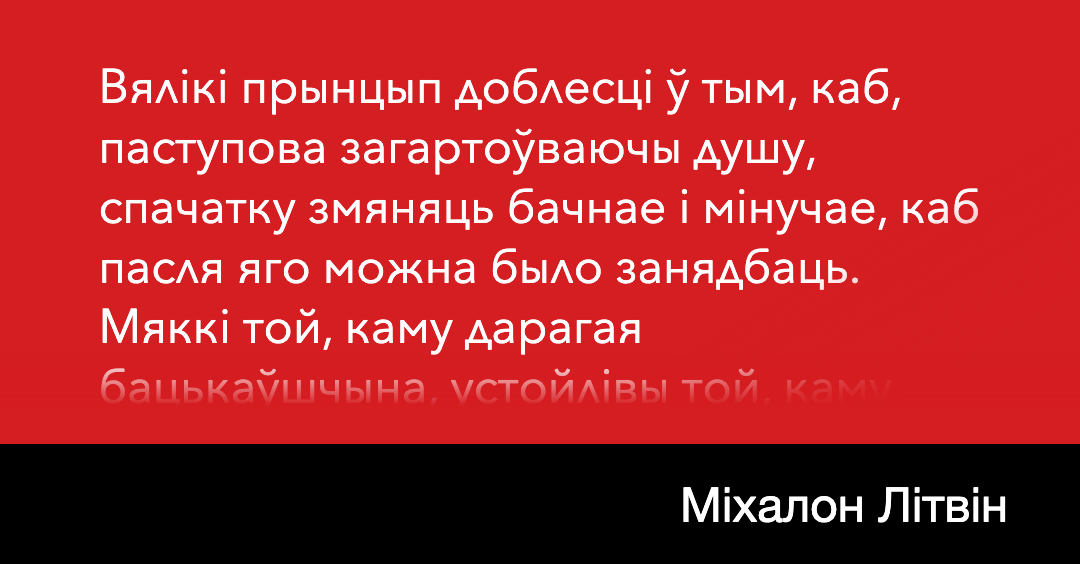 Вялікі прынцып доблесці ў тым, каб,
паступова загартоўваючы душу,
спачатку змяняць бачнае і мінучае, каб
пасля яго можна было занядбаць.
Мяккі той, каму дарагая
бацькаўшчына, устойлівы той, каму
Міхалон Літвін